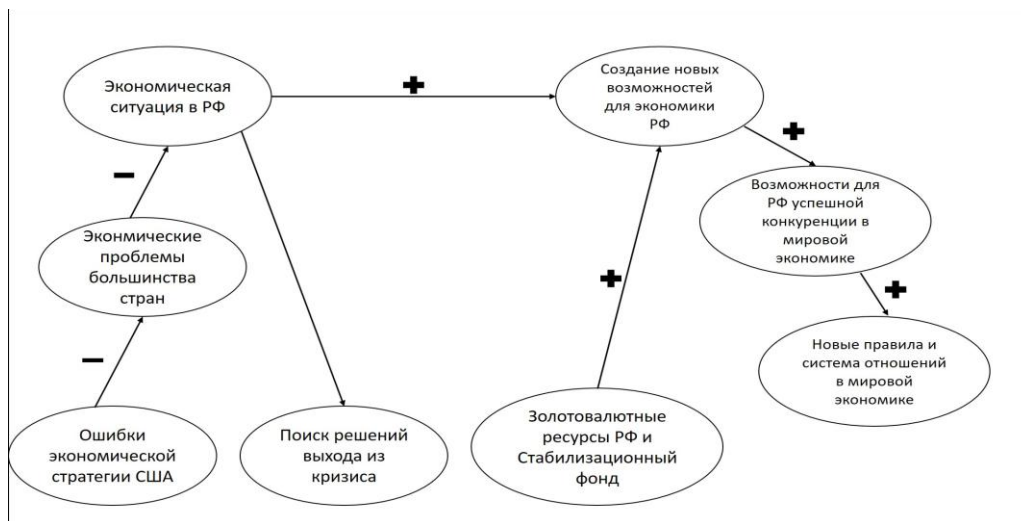 Экономическая
ситуация в РФ
+
Создание новых
возможностей
для экономики
РФ
+
–
Возможности для
РФ успешной
конкуренции в
мировой
экономике
Эконмические
проблемы
большинства
стран
+
+
–
Новые правила и
система отношений
в мировой
экономике
Ошибки
экономической
стратегии США
Поиск решений
выхода из
кризиса
Золотовалютные
ресурсы РФ и
Стабилизационный
фонд